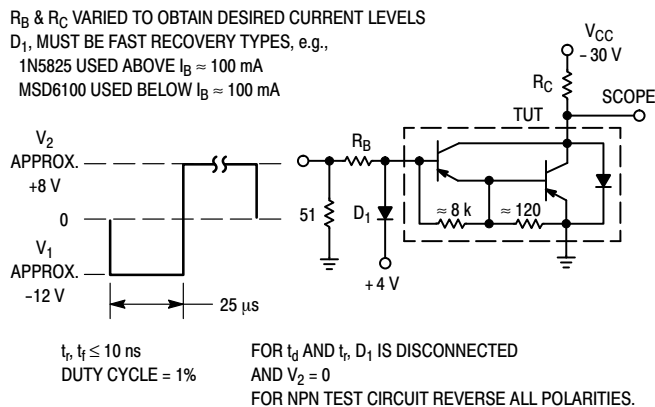 R_B & R_C VARIED TO OBTAIN DESIRED CURRENT LEVELS
D_1, MUST BE FAST RECOVERY TYPES, e.g.,
1N5825 USED ABOVE I_B ≈ 100 mA
MSD6100 USED BELOW I_B ≈ 100 mA
V_CC
– 30 V
R_C
SCOPE
TUT
V_2
APPROX.
+8 V
R_B
0
51
D_1
≈ 8 k
≈ 120
V_1
APPROX.
–12 V
+ 4 V
25 μs
t_r, t_f ≤ 10 ns
DUTY CYCLE = 1%
FOR t_d AND t_r, D_1 IS DISCONNECTED
AND V_2 = 0
FOR NPN TEST CIRCUIT REVERSE ALL POLARITIES.